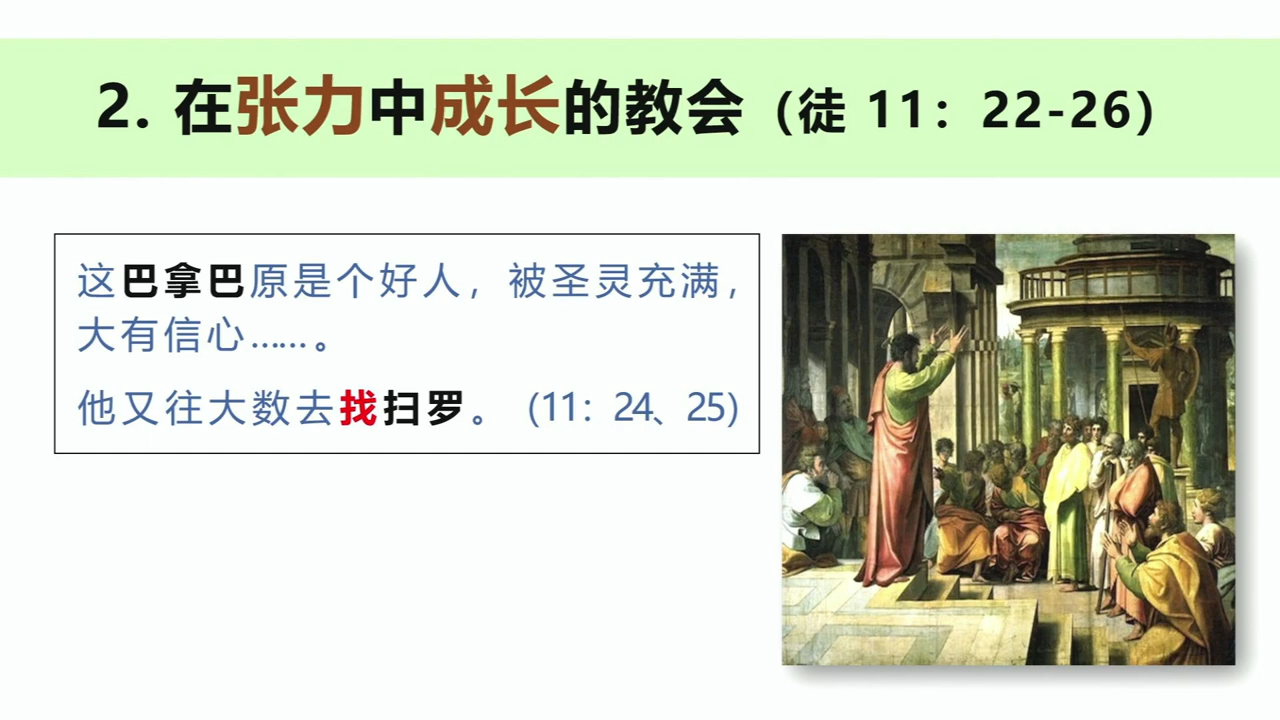 2. 在张力中成长的教会（徒 11：22-26）
这巴拿巴原是个好人，被圣灵充满，
大有信心……。
他又往大数去找扫罗。（11：24、25）